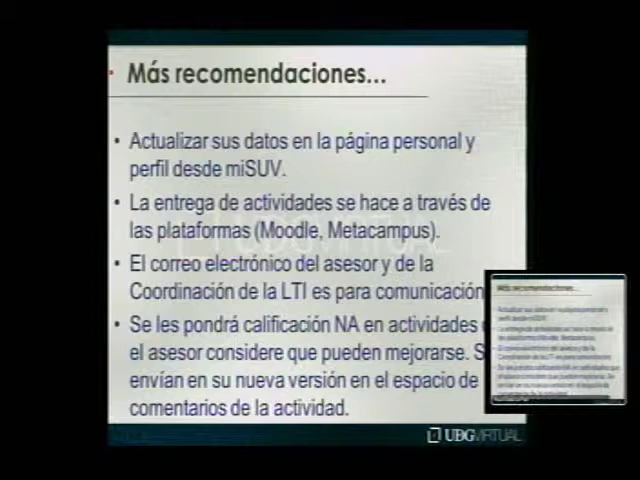 Más recomendaciones...
• Actualizar sus datos en la página personal y
perfil desde miSUV.
• La entrega de actividades se hace a través de
las plataformas (Moodle, Metacampus).
• El correo electrónico del asesor y de la
Coordinación de la LTI es para comunicación
• Se les pondrá calificación NA en actividades
el asesor considere que pueden mejorarse. S
envían en su nueva versión en el espacio de
comentarios de la actividad.
UDGVIRTUAL
UDGVIRTUAL
Más recomendaciones...